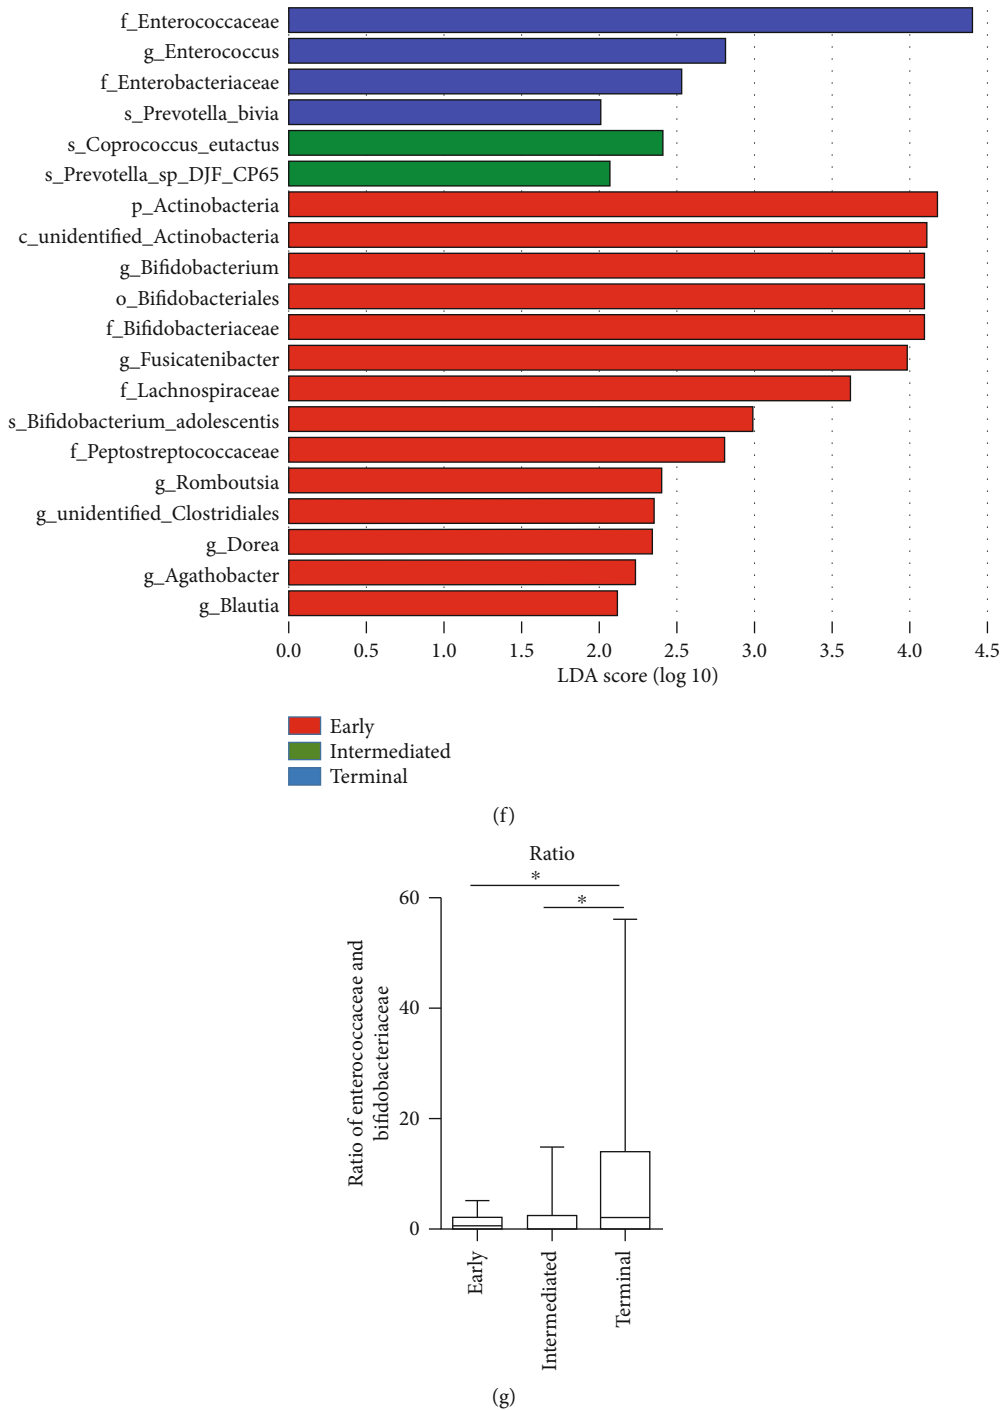 f_Enterococcaceae
g_Enterococcus
f_Enterobacteriaceae
s_Prevotella_bivia
s_Coprococcus_eutactus
s_Prevotella_sp_DJF_CP65
p_Actinobacteria
c_unidentified_Actinobacteria
g_Bifidobacterium
o_Bifidobacteriales
f_Bifidobacteriaceae
g_Fusicatenibacter
f_Lachnospiraceae
s_Bifidobacterium_adolescentis
f_Peptostreptococcaceae
g_Romboutsia
g_unidentified_Clostridiales
g_Dorea
g_Agathobacter
g_Blautia
0.0 0.5 1.0 1.5 2.0 2.5 3.0 3.5 4.0 4.5
LDA score (log 10)
Early
Intermediated
Terminal
(f)
Ratio
*
*
60
40
20
0
Ratio of enterococcaceae and
bifidobacteriaceae
Early
Intermediated
Terminal
(g)